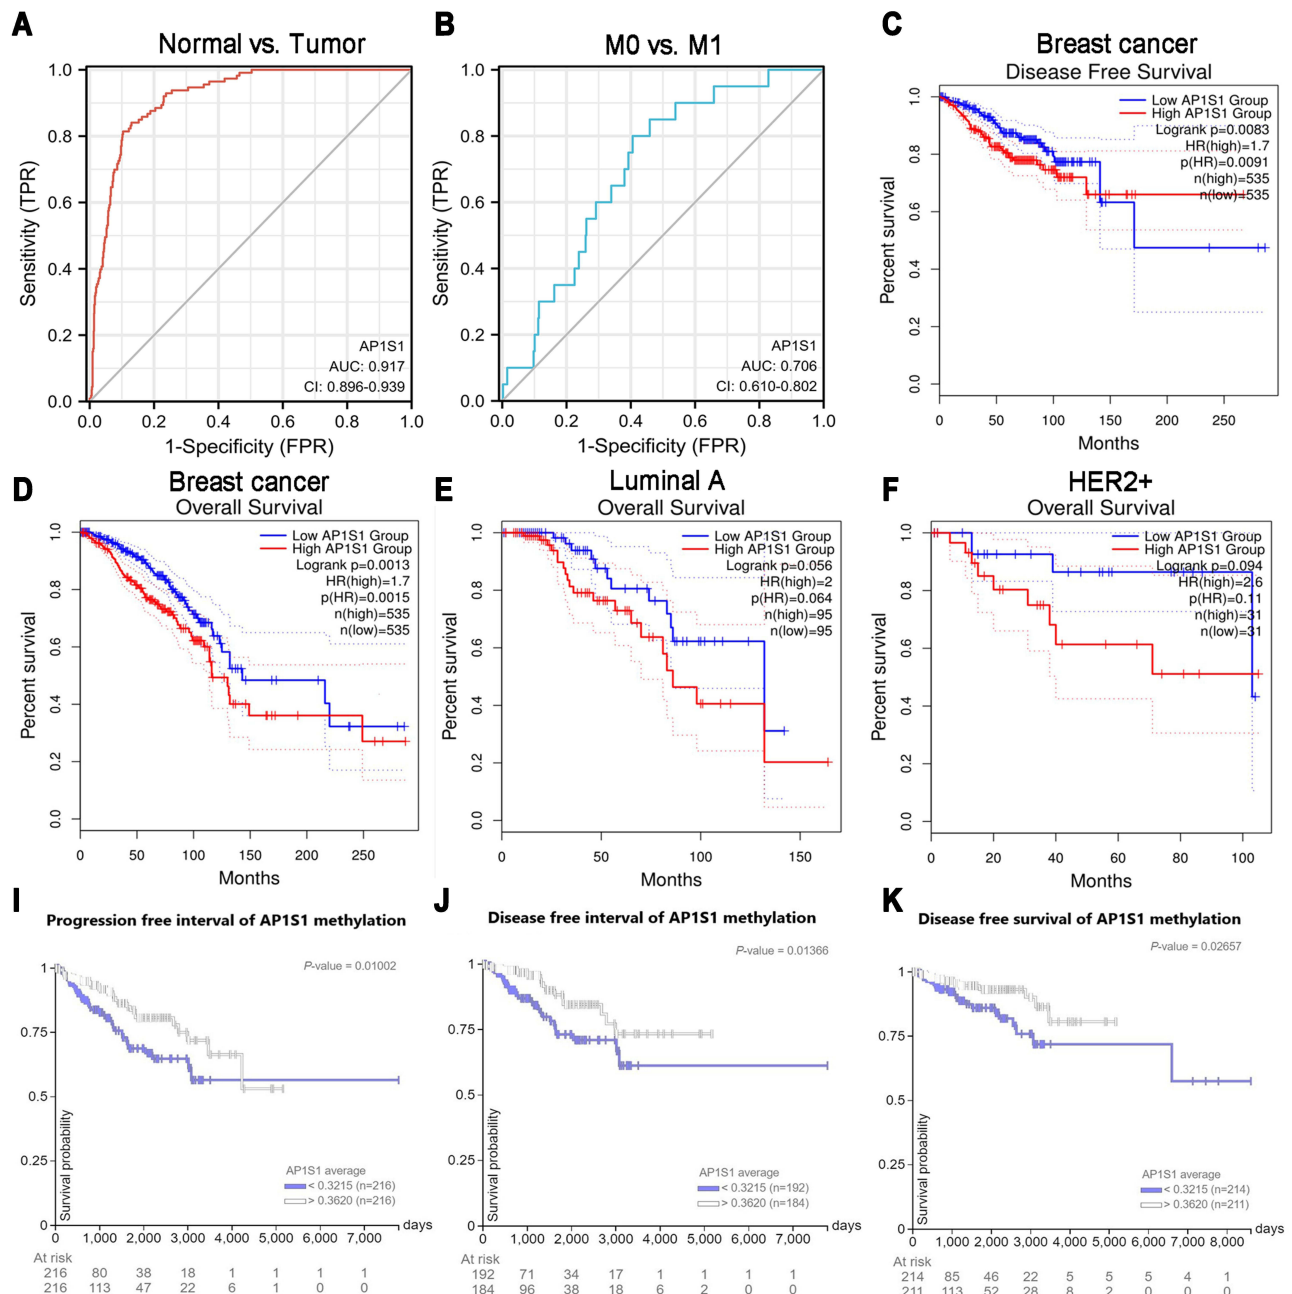 A
Normal vs. Tumor
1.0
0.8
0.6
0.4
0.2
0.0
Sensitivity (TPR)
AP1S1
AUC: 0.917
CI: 0.896-0.939
0.0 0.2 0.4 0.6 0.8 1.0
1-Specificity (FPR)
B
M0 vs. M1
1.0
0.8
0.6
0.4
0.2
0.0
Sensitivity (TPR)
AP1S1
AUC: 0.706
CI: 0.610-0.802
0.0 0.2 0.4 0.6 0.8 1.0
1-Specificity (FPR)
C
Breast cancer
Disease Free Survival
Low AP1S1 Group
High AP1S1 Group
Logrank p=0.0083
HR(high)=1.7
p(HR)=0.0091
n(high)=535
n(low)=535
1.0
0.8
0.6
0.4
0.2
0.0
Percent survival
0 50 100 150 200 250
Months
D
Breast cancer
Overall Survival
Low AP1S1 Group
High AP1S1 Group
Logrank p=0.0013
HR(high)=1.7
p(HR)=0.0015
n(high)=535
n(low)=535
1.0
0.8
0.6
0.4
0.2
0.0
Percent survival
0 50 100 150 200 250
Months
E
Luminal A
Overall Survival
Low AP1S1 Group
High AP1S1 Group
Logrank p=0.056
HR(high)=2
p(HR)=0.064
n(high)=95
n(low)=95
1.0
0.8
0.6
0.4
0.2
0.0
Percent survival
0 50 100 150
Months
F
HER2+
Overall Survival
Low AP1S1 Group
High AP1S1 Group
Logrank p=0.094
HR(high)=2.6
p(HR)=0.11
n(high)=31
n(low)=31
1.0
0.8
0.6
0.4
0.2
0.0
Percent survival
0 20 40 60 80 100
Months
I
Progression free interval of AP1S1 methylation
P-value = 0.01002
1
0.75
0.5
0.25
0
Survival probability
AP1S1 average
< 0.3215 (n=216)
> 0.3620 (n=216)
0 1,000 2,000 3,000 4,000 5,000 6,000 7,000 days
At risk
216 80 38 18 1 1 1 1
216 113 47 22 6 1 0 0
J
Disease free interval of AP1S1 methylation
P-value = 0.01366
1
0.75
0.5
0.25
0
Survival probability
AP1S1 average
< 0.3215 (n=192)
> 0.3620 (n=184)
0 1,000 2,000 3,000 4,000 5,000 6,000 7,000 days
At risk
192 71 34 17 1 1 1 1
184 96 38 18 6 2 0 0
K
Disease free survival of AP1S1 methylation
P-value = 0.02657
1
0.75
0.5
0.25
0
Survival probability
AP1S1 average
< 0.3215 (n=214)
> 0.3620 (n=211)
0 1,000 2,000 3,000 4,000 5,000 6,000 7,000 8,000 days
At risk
214 85 46 22 5 5 5 4 1
211 113 52 28 8 2 0 0 0